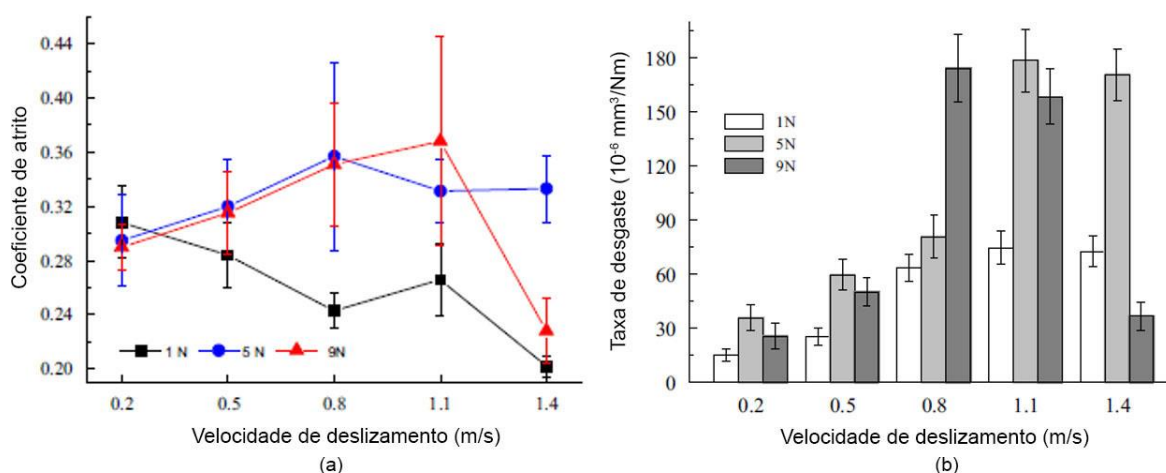 Coeficiente de atrito
0.44
0.40
0.36
0.32
0.28
0.24
0.20
1 N 5 N 9N
0.2 0.5 0.8 1.1 1.4
Velocidade de deslizamento (m/s)
(a)
Taxa de desgaste (10⁻⁶ mm³/Nm)
180
150
120
90
60
30
0
1N
5N
9N
0.2 0.5 0.8 1.1 1.4
Velocidade de deslizamento (m/s)
(b)